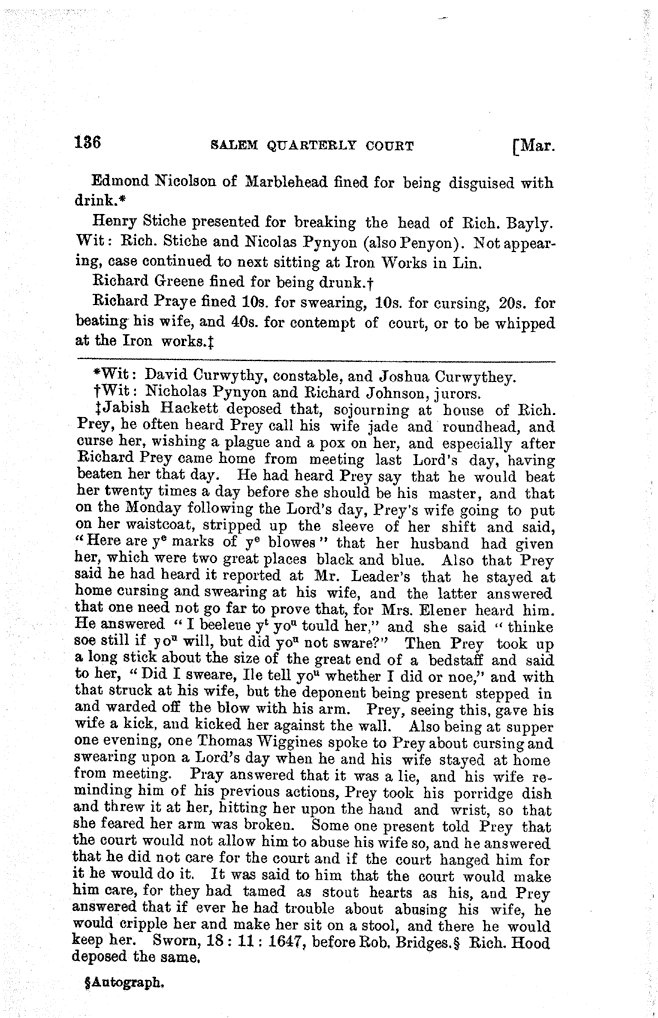 136 SALEM QUARTERLY COURT [Mar.
Edmond Nicolson of Marblehead fined for being disguised with
drink.*
Henry Stiche presented for breaking the head of Rich. Bayly.
Wit: Rich. Stiche and Nicolas Pynyon (also Penyon). Not appear-
ing, case continued to next sitting at Iron Works in Lin.
Richard Greene fined for being drunk.†
Richard Praye fined 10s. for swearing, 10s. for cursing, 20s. for
beating his wife, and 40s. for contempt of court, or to be whipped
at the Iron works.‡
*Wit: David Curwythy, constable, and Joshua Curwythey.
†Wit: Nicholas Pynyon and Richard Johnson, jurors.
‡Jabish Hackett deposed that, sojourning at house of Rich.
Prey, he often heard Prey call his wife jade and roundhead, and
curse her, wishing a plague and a pox on her, and especially after
Richard Prey came home from meeting last Lord's day, having
beaten her that day. He had heard Prey say that he would beat
her twenty times a day before she should be his master, and that
on the Monday following the Lord's day, Prey's wife going to put
on her waistcoat, stripped up the sleeve of her shift and said,
"Here are yᵉ marks of yᵉ blowes" that her husband had given
her, which were two great places black and blue. Also that Prey
said he had heard it reported at Mr. Leader's that he stayed at
home cursing and swearing at his wife, and the latter answered
that one need not go far to prove that, for Mrs. Elener heard him.
He answered "I beeleue yᵗ yoᵘ tould her," and she said "thinke
soe still if yoᵘ will, but did yoᵘ not sware?" Then Prey took up
a long stick about the size of the great end of a bedstaff and said
to her, "Did I sweare, Ile tell yoᵘ whether I did or noe," and with
that struck at his wife, but the deponent being present stepped in
and warded off the blow with his arm. Prey, seeing this, gave his
wife a kick, and kicked her against the wall. Also being at supper
one evening, one Thomas Wiggines spoke to Prey about cursing and
swearing upon a Lord's day when he and his wife stayed at home
from meeting. Pray answered that it was a lie, and his wife re-
minding him of his previous actions, Prey took his porridge dish
and threw it at her, hitting her upon the hand and wrist, so that
she feared her arm was broken. Some one present told Prey that
the court would not allow him to abuse his wife so, and he answered
that he did not care for the court and if the court hanged him for
it he would do it. It was said to him that the court would make
him care, for they had tamed as stout hearts as his, and Prey
answered that if ever he had trouble about abusing his wife, he
would cripple her and make her sit on a stool, and there he would
keep her. Sworn, 18: 11: 1647, before Rob. Bridges.§ Rich. Hood
deposed the same.
§Autograph.